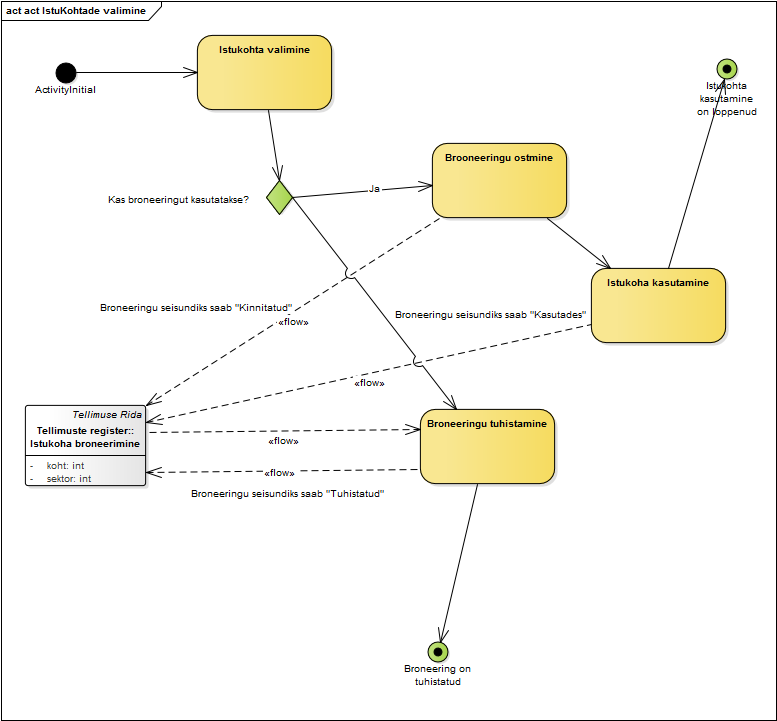 act act IstuKohtade valimine
Istukohta valimine
ActivityInitial
Istukohta
kasutamine
on loppenud
Brooneeringu ostmine
Ja
Kas broneeringut kasutatakse?
Istukoha kasutamine
Broneeringu seisundiks saab "Kinnitatud"
«flow»
Broneeringu seisundiks saab "Kasutades"
«flow»
Tellimuse Rida
Tellimuste register::
Istukoha broneerimine
- koht: int
- sektor: int
Broneeringu tuhistamine
«flow»
«flow»
Broneeringu seisundiks saab "Tuhistatud"
Broneering on
tuhistatud